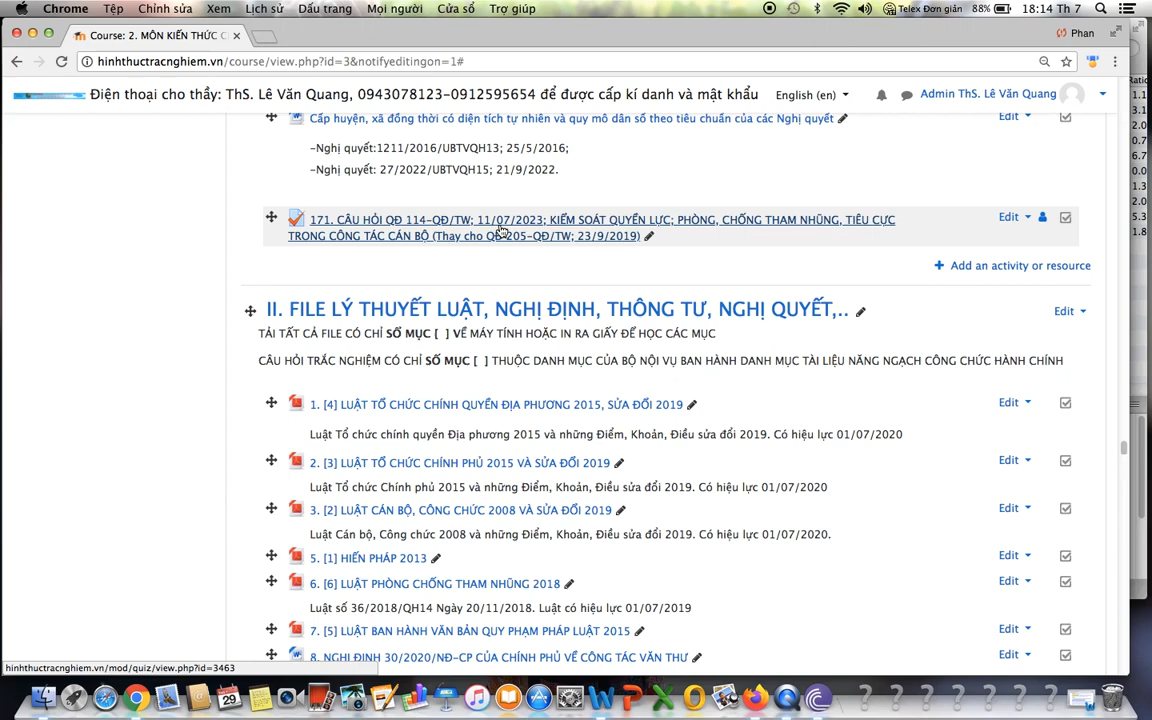 Chrome Tệp Chỉnh sửa Xem Lịch sử Dấu trang Mọi người Cửa sổ Trợ giúp Telex Đơn giản 88% 18:14 Th 7
Course: 2. MÔN KIẾN THỨC C Phan
hinhthuctracnghiem.vn/course/view.php?id=3&notifyeditingon=1#
Điện thoại cho thầy: ThS. Lê Văn Quang, 0943078123-0912595654 để được cấp kí danh và mật khẩu English (en) Admin ThS. Lê Văn Quang
Cấp huyện, xã đồng thời có diện tích tự nhiên và quy mô dân số theo tiêu chuẩn của các Nghị quyết Edit
-Nghị quyết:1211/2016/UBTVQH13; 25/5/2016;
-Nghị quyết: 27/2022/UBTVQH15; 21/9/2022.
171. CÂU HỎI QĐ 114-QĐ/TW; 11/07/2023; KIỂM SOÁT QUYỀN LỰC; PHÒNG, CHỐNG THAM NHŨNG, TIÊU CỰC Edit
TRONG CÔNG TÁC CÁN BỘ (Thay cho QĐ 205-QĐ/TW; 23/9/2019)
Add an activity or resource
II. FILE LÝ THUYẾT LUẬT, NGHỊ ĐỊNH, THÔNG TƯ, NGHỊ QUYẾT,.. Edit
TẢI TẤT CẢ FILE CÓ CHỈ SỐ MỤC [ ] VỀ MÁY TÍNH HOẶC IN RA GIẤY ĐỂ HỌC CÁC MỤC
CÂU HỎI TRẮC NGHIỆM CÓ CHỈ SỐ MỤC [ ] THUỘC DANH MỤC CỦA BỘ NỘI VỤ BAN HÀNH DANH MỤC TÀI LIỆU NĂNG NGẠCH CÔNG CHỨC HÀNH CHÍNH
1. [4] LUẬT TỔ CHỨC CHÍNH QUYỀN ĐỊA PHƯƠNG 2015, SỬA ĐỔI 2019 Edit
Luật Tổ chức chính quyền Địa phương 2015 và những Điểm, Khoản, Điều sửa đổi 2019. Có hiệu lực 01/07/2020
2. [3] LUẬT TỔ CHỨC CHÍNH PHỦ 2015 VÀ SỬA ĐỔI 2019 Edit
Luật Tổ chức Chính phủ 2015 và những Điểm, Khoản, Điều sửa đổi 2019. Có hiệu lực 01/07/2020
3. [2] LUẬT CÁN BỘ, CÔNG CHỨC 2008 VÀ SỬA ĐỔI 2019 Edit
Luật Cán bộ, Công chức 2008 và những Điểm, Khoản, Điều sửa đổi 2019. Có hiệu lực 01/07/2020.
5. [1] HIẾN PHÁP 2013 Edit
6. [6] LUẬT PHÒNG CHỐNG THAM NHŨNG 2018 Edit
Luật số 36/2018/QH14 Ngày 20/11/2018. Luật có hiệu lực 01/07/2019
7. [5] LUẬT BAN HÀNH VĂN BẢN QUY PHẠM PHÁP LUẬT 2015 Edit
8. NGHỊ ĐỊNH 30/2020/NĐ-CP CỦA CHÍNH PHỦ VỀ CÔNG TÁC VĂN THƯ Edit
hinhthuctracnghiem.vn/mod/quiz/view.php?id=3463